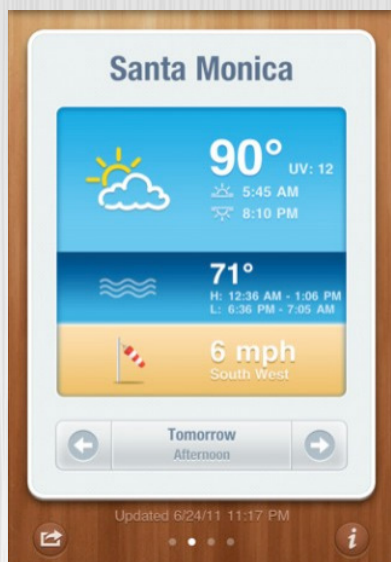 Santa Monica
90° UV: 12
5:45 AM
8:10 PM
71°
H: 12:36 AM - 1:06 PM
L: 6:36 PM - 7:05 AM
6 mph
South West
Tomorrow
Afternoon
Updated 6/24/11 11:17 PM
i